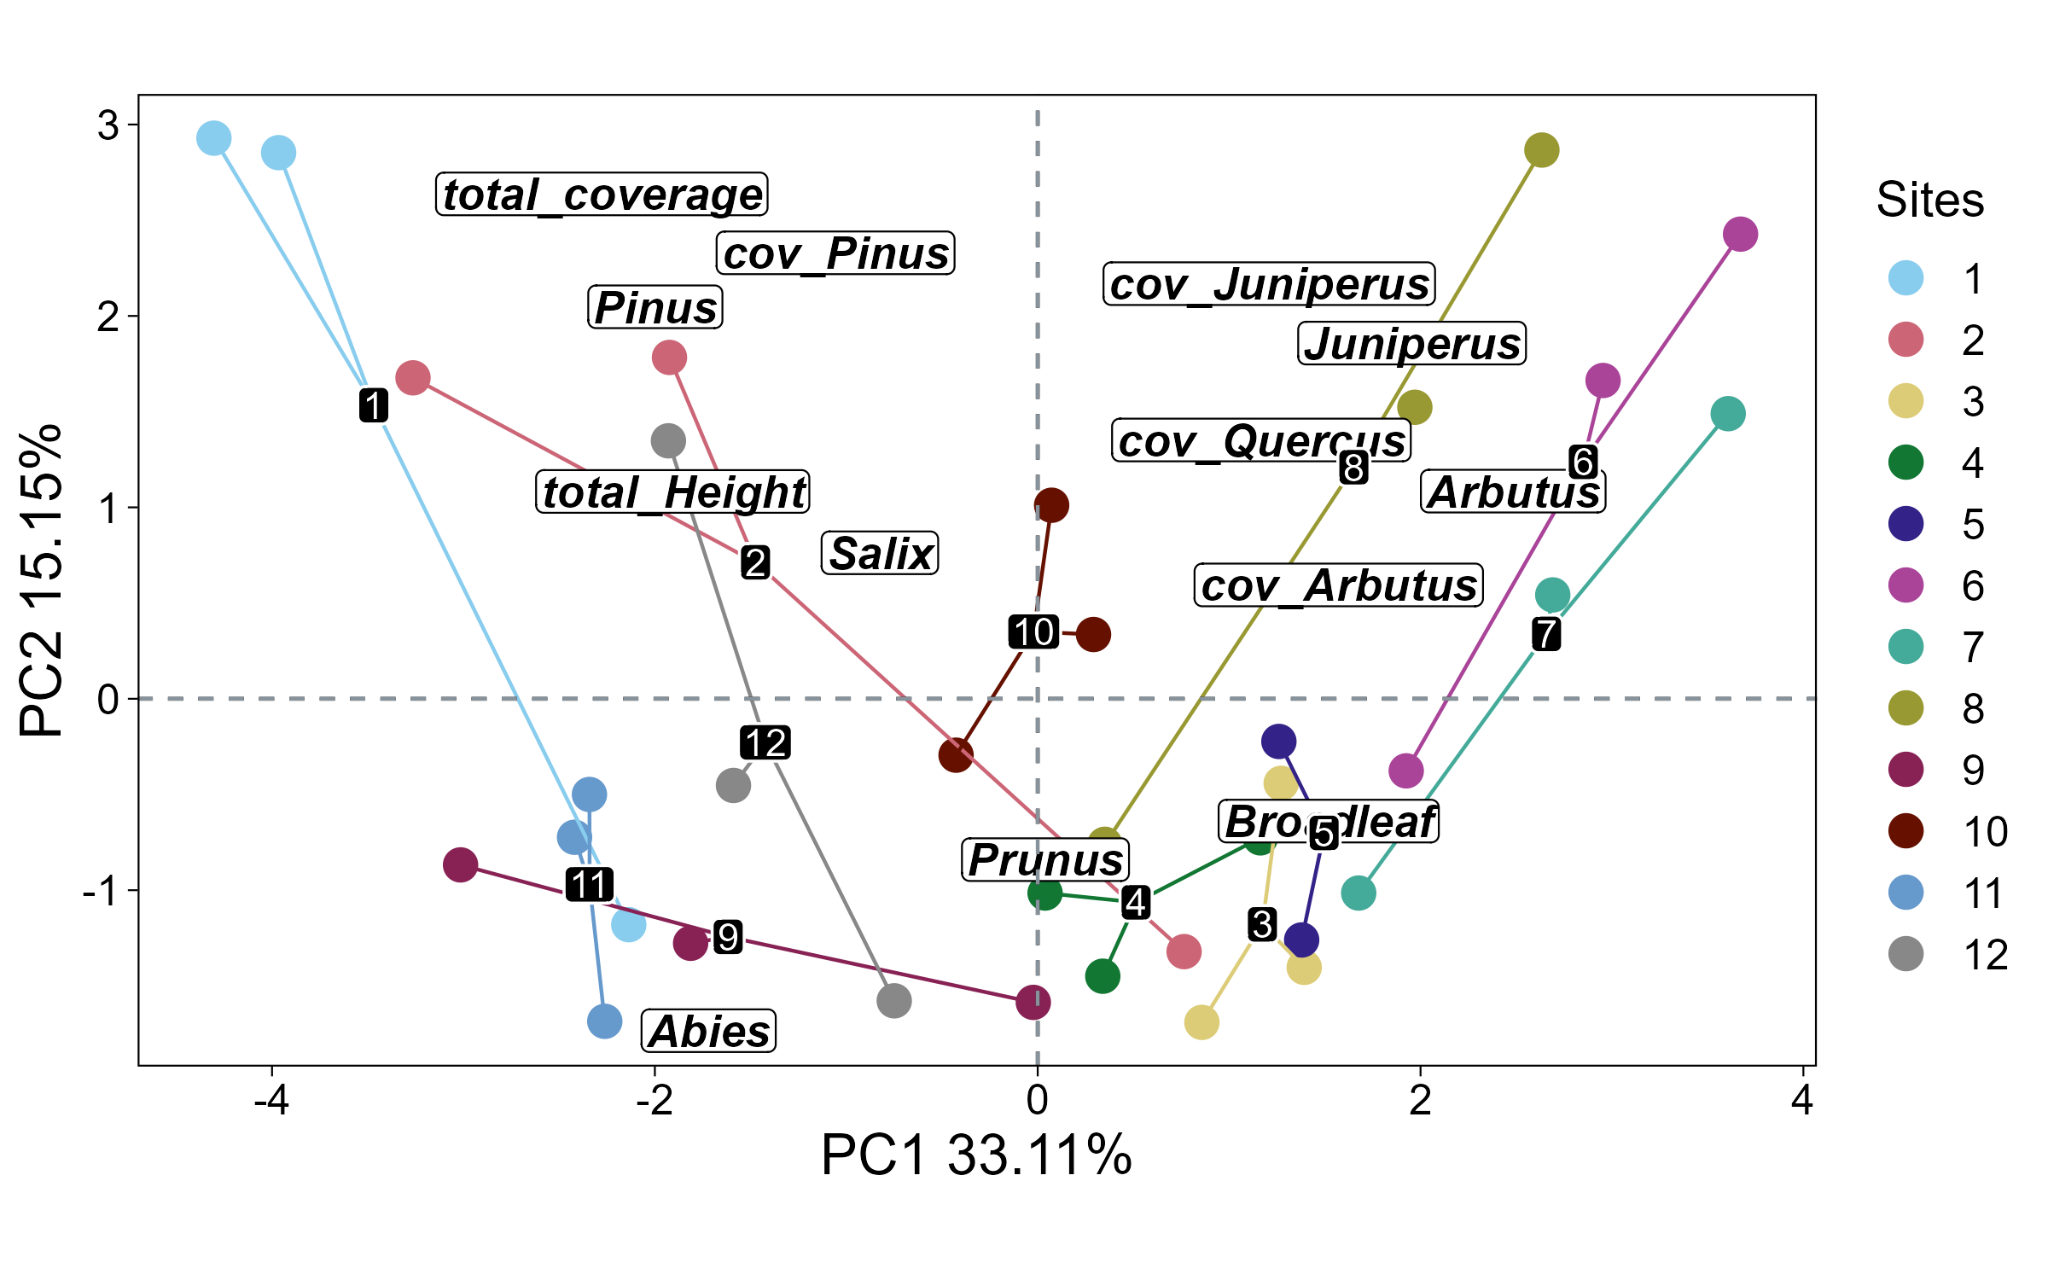 3
total_coverage
cov_Pinus
cov_Juniperus
Sites
1
2
3
4
5
6
7
8
9
10
11
12
2
Pinus
Juniperus
1
cov_Quercus
8
6
total_Height
Arbutus
1
Salix
2
cov_Arbutus
10
7
0
12
Broadleaf
5
Prunus
-1
11
4
3
9
Abies
-4
-2
0
2
4
PC1 33.11%
PC2 15.15%